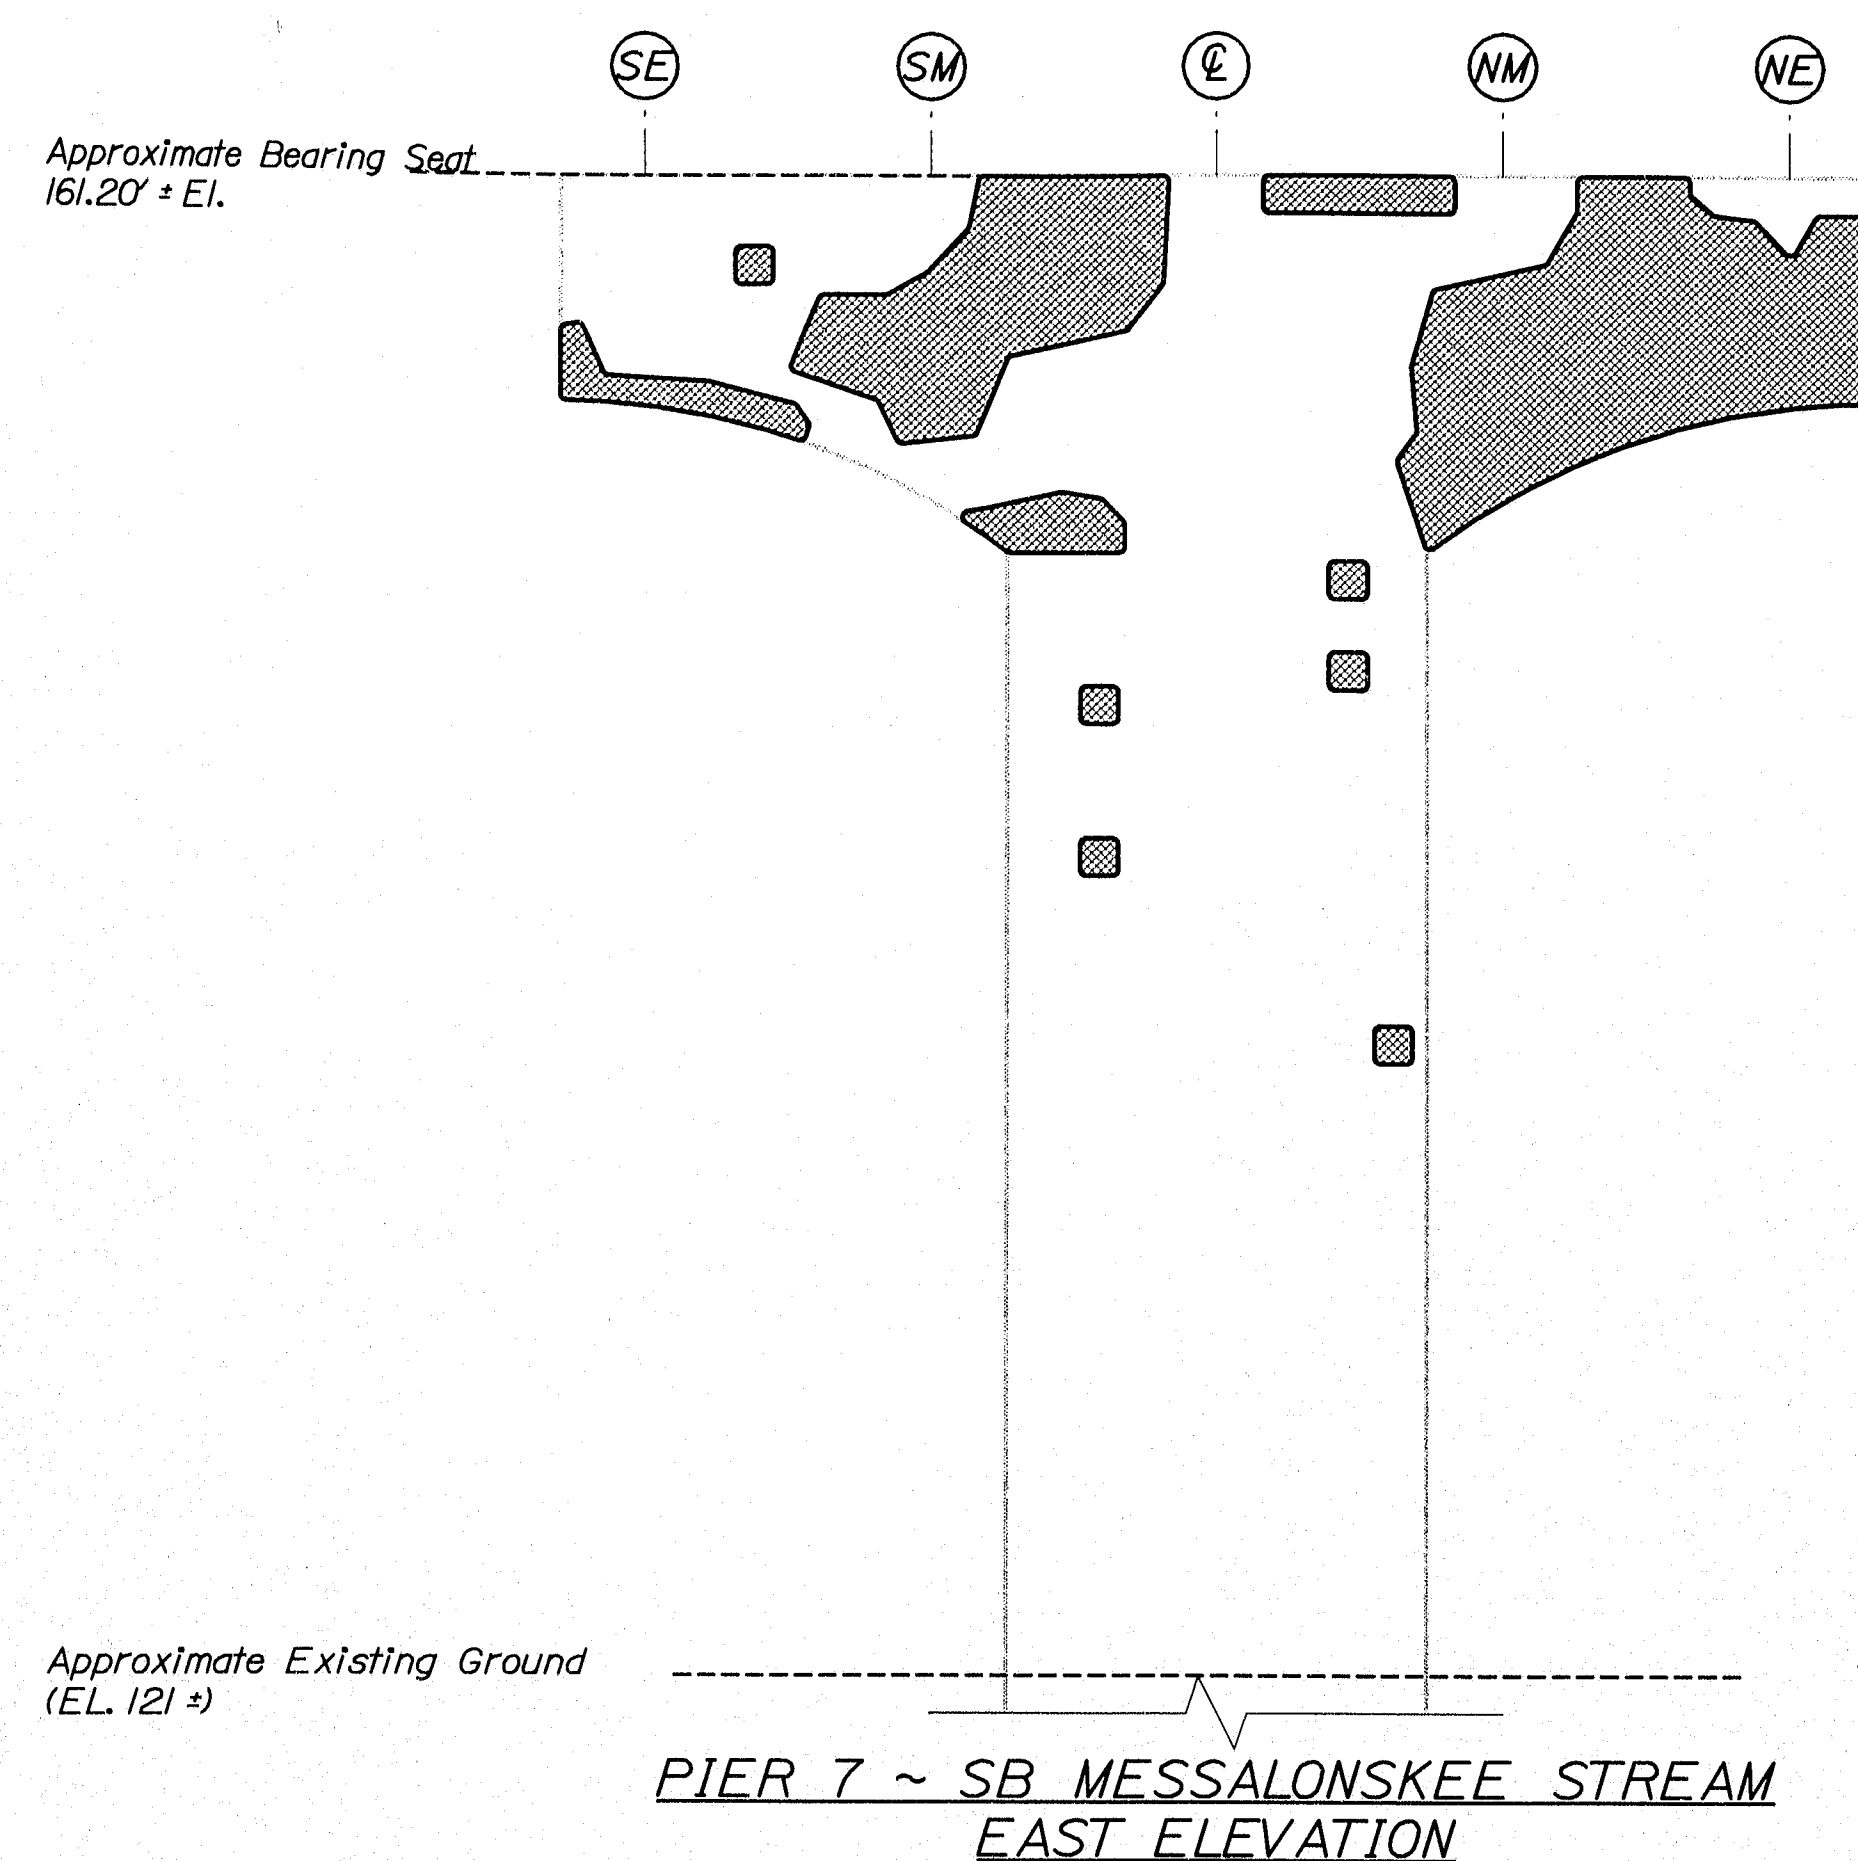 SE SM ℄ NM NE
Approximate Bearing Seat
161.20' ± El.
Approximate Existing Ground
(EL. 121 ±)
PIER 7 ~ SB MESSALONSKEE STREAM
EAST ELEVATION